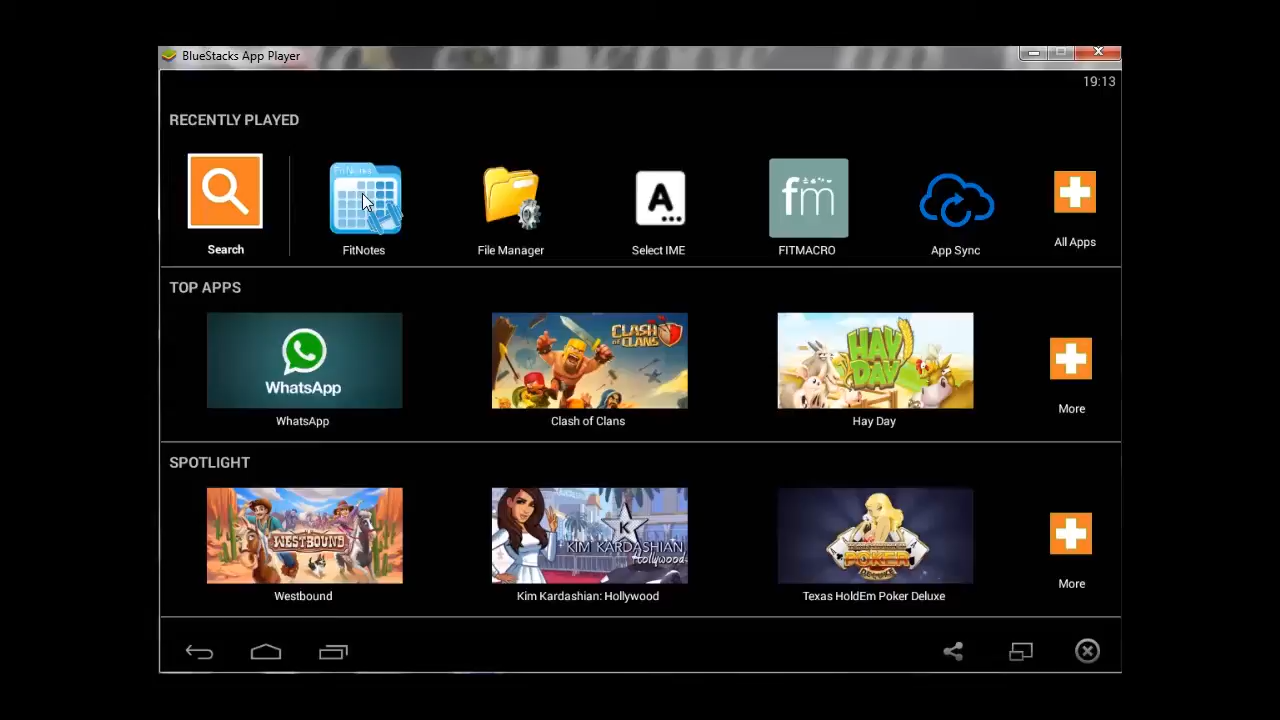 BlueStacks App Player
19:13
RECENTLY PLAYED
FitNotes
Search
FitNotes
A
File Manager
Select IME
fm
FITMACRO
App Sync
All Apps
TOP APPS
WhatsApp
WhatsApp
CLASH OF CLANS
Clash of Clans
HAY DAY
Hay Day
More
SPOTLIGHT
WESTBOUND
Westbound
K
KIM KARDASHIAN
Hollywood
Kim Kardashian: Hollywood
POKER
Texas HoldEm Poker Deluxe
More